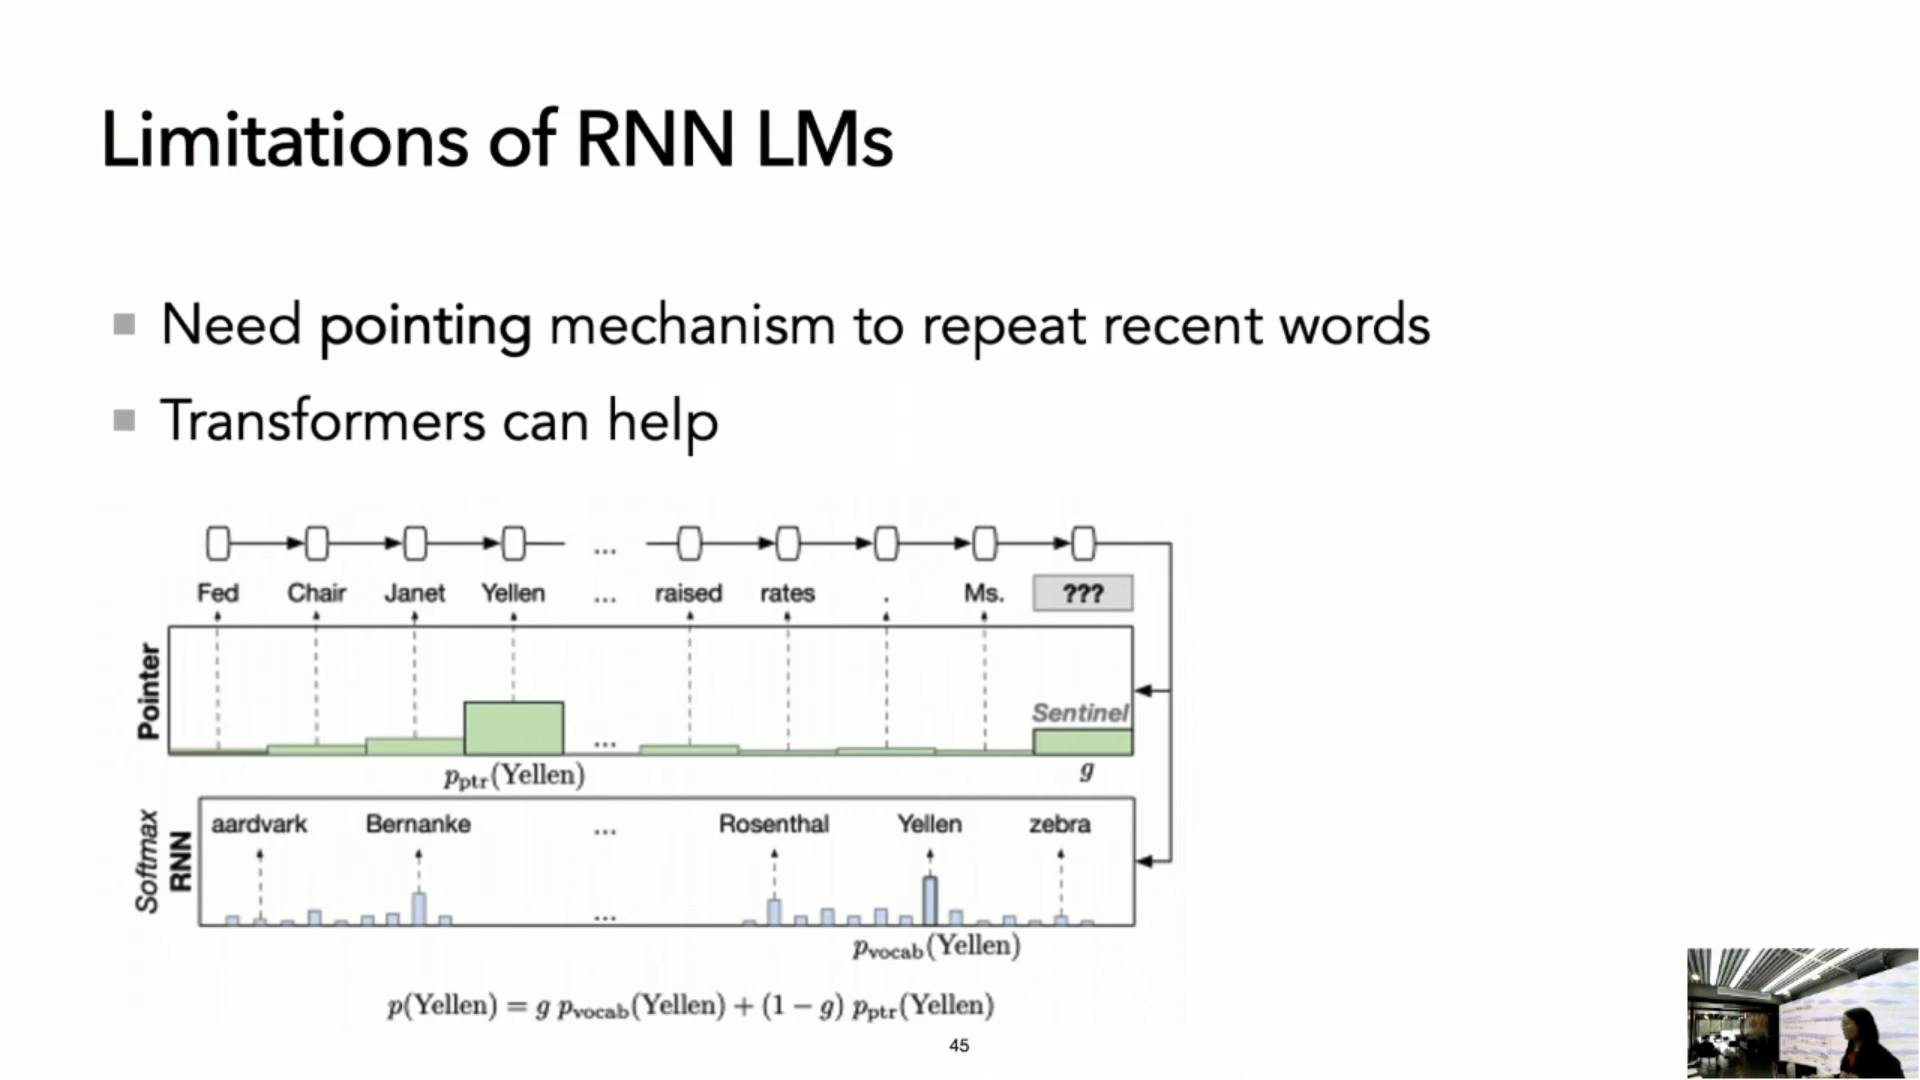 Limitations of RNN LMs
Need pointing mechanism to repeat recent words
Transformers can help
Fed Chair Janet Yellen ... raised rates . Ms. ???
Pointer
Sentinel
...
p_ptr(Yellen)
g
Softmax
RNN
aardvark Bernanke ... Rosenthal Yellen zebra
...
p_vocab(Yellen)
p(Yellen) = g p_vocab(Yellen) + (1 − g) p_ptr(Yellen)
45